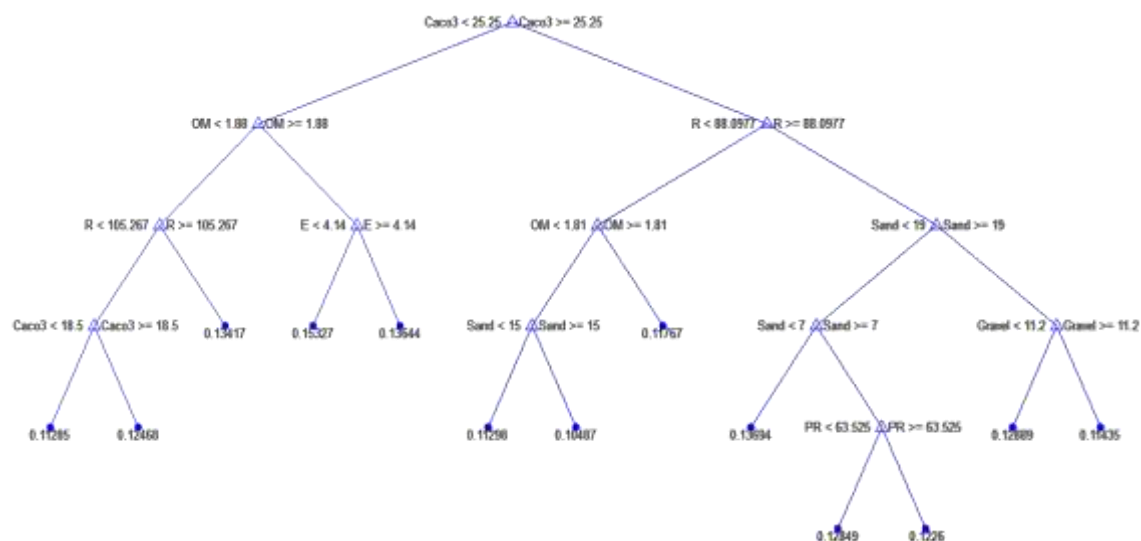 Caco3 < 25.25 Caco3 >= 25.25
OM < 1.88 OM >= 1.88 R < 88.0977 R >= 88.0977
R < 105.267 R >= 105.267 E < 4.14 E >= 4.14 OM < 1.81 OM >= 1.81 Sand < 19 Sand >= 19
Caco3 < 18.5 Caco3 >= 18.5 0.13417 0.15327 0.13644 Sand < 15 Sand >= 15 0.11767 Sand < 7 Sand >= 7 Gravel < 11.2 Gravel >= 11.2
0.11285 0.12468 0.11298 0.10487 0.13694 PR < 63.525 PR >= 63.525 0.12889 0.11435
0.12849 0.1226